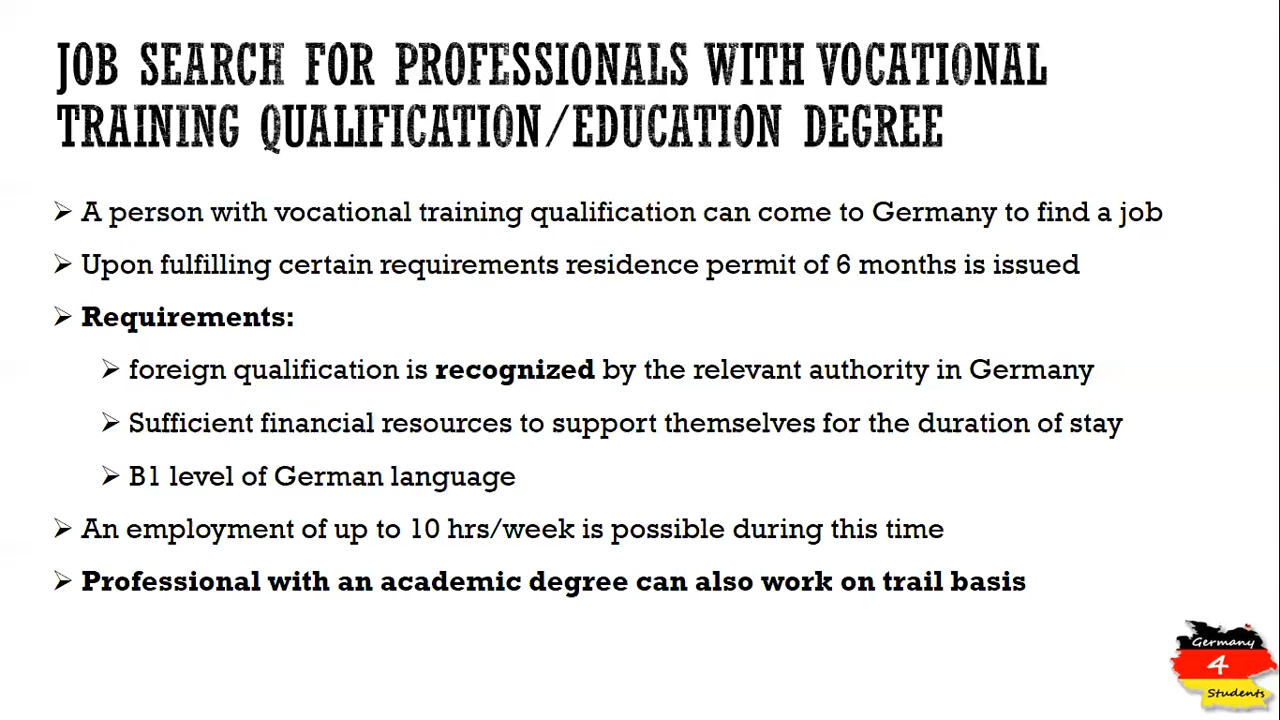 JOB SEARCH FOR PROFESSIONALS WITH VOCATIONAL
TRAINING QUALIFICATION/EDUCATION DEGREE
A person with vocational training qualification can come to Germany to find a job
Upon fulfilling certain requirements residence permit of 6 months is issued
Requirements:
foreign qualification is recognized by the relevant authority in Germany
Sufficient financial resources to support themselves for the duration of stay
B1 level of German language
An employment of up to 10 hrs/week is possible during this time
Professional with an academic degree can also work on trail basis
Germany
4
Students